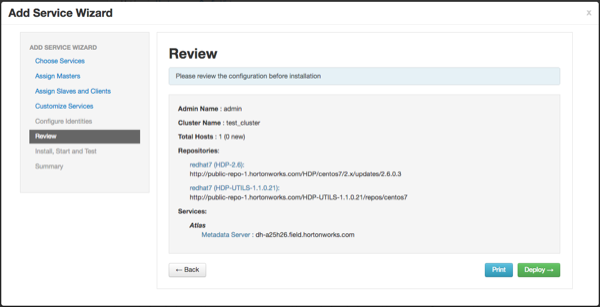 Add Service Wizard
x
ADD SERVICE WIZARD
Choose Services
Assign Masters
Assign Slaves and Clients
Customize Services
Configure Identities
Review
Install, Start and Test
Summary
Review
Please review the configuration before installation
Admin Name : admin
Cluster Name : test_cluster
Total Hosts : 1 (0 new)
Repositories:
redhat7 (HDP-2.6):
http://public-repo-1.hortonworks.com/HDP/centos7/2.x/updates/2.6.0.3
redhat7 (HDP-UTILS-1.1.0.21):
http://public-repo-1.hortonworks.com/HDP-UTILS-1.1.0.21/repos/centos7
Services:
Atlas
Metadata Server : dh-a25h26.field.hortonworks.com
← Back
Print
Deploy →